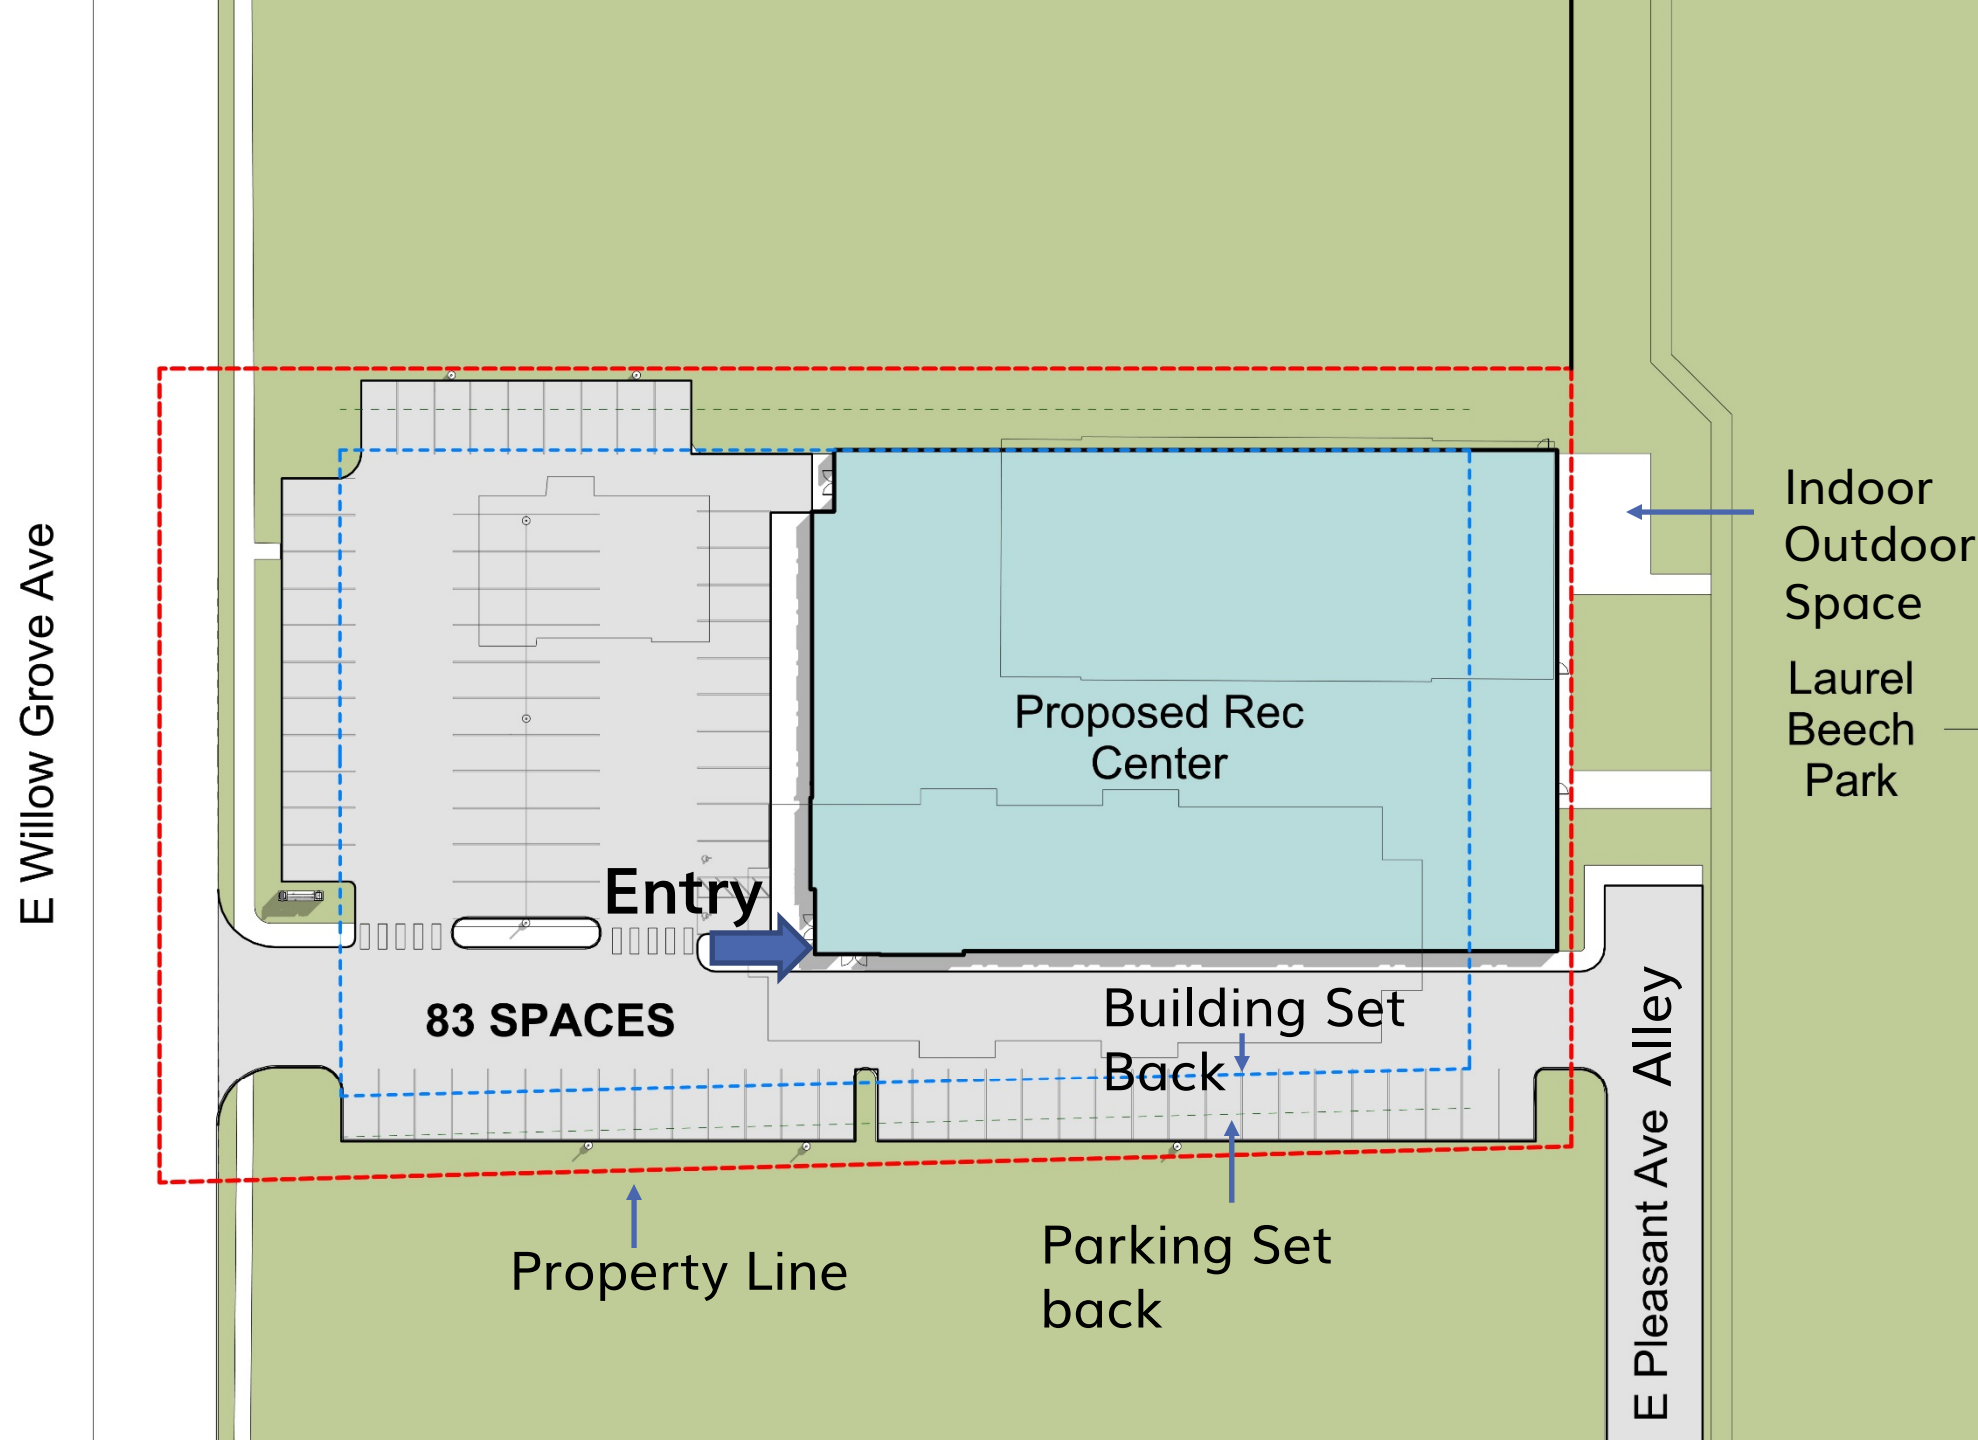 E Willow Grove Ave
Indoor
Outdoor
Space
Laurel
Beech
Park
Proposed Rec
Center
Entry
83 SPACES
Building Set
Back
Property Line
Parking Set
back
E Pleasant Ave Alley